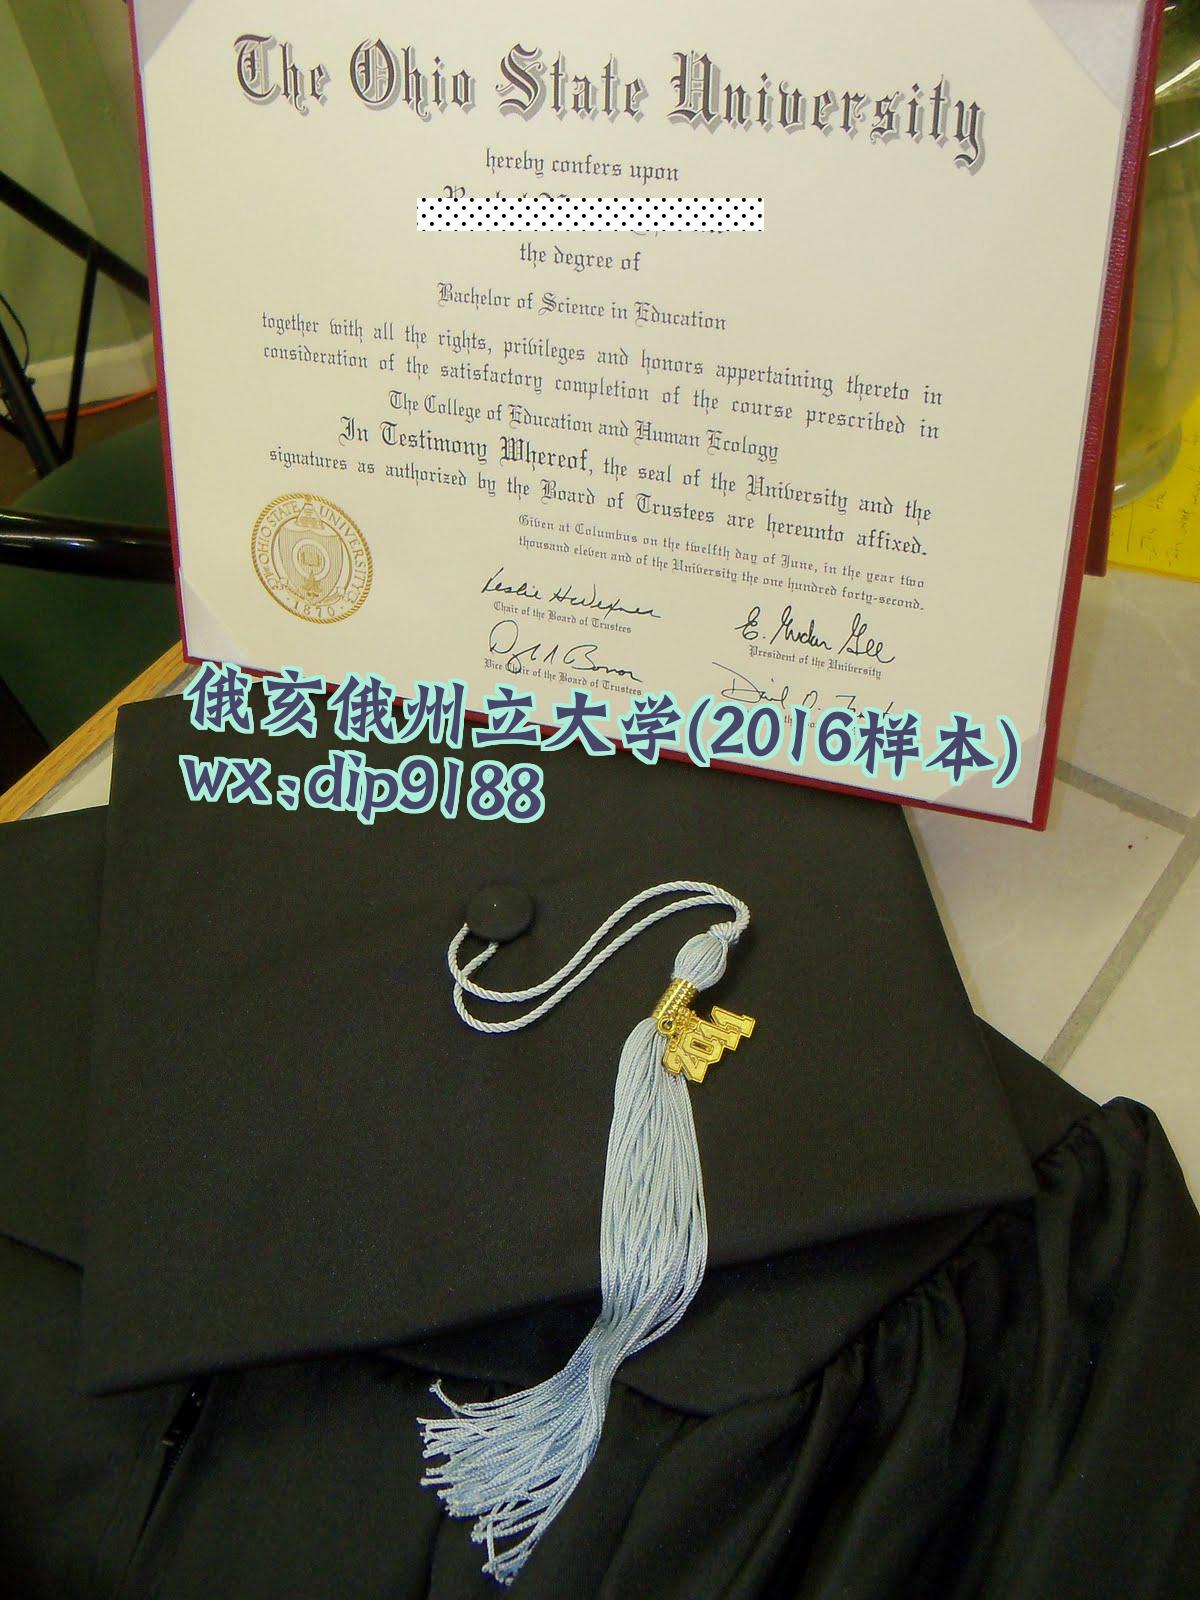 The Ohio State University
hereby confers upon
the degree of
Bachelor of Science in Education
together with all the rights, privileges and honors appertaining thereto in
consideration of the satisfactory completion of the course prescribed in
The College of Education and Human Ecology
In Testimony Whereof, the seal of the University and the
signatures as authorized by the Board of Trustees are hereunto affixed.
Given at Columbus on the twelfth day of June, in the year two
thousand eleven and of the University the one hundred forty-second.
THE OHIO STATE UNIVERSITY
1870
Leslie H Wexner
Chair of the Board of Trustees
E. Gordon Gee
President of the University
Vice Chair of the Board of Trustees
俄亥俄州立大学(2016样本)
wx:dip9188
2011